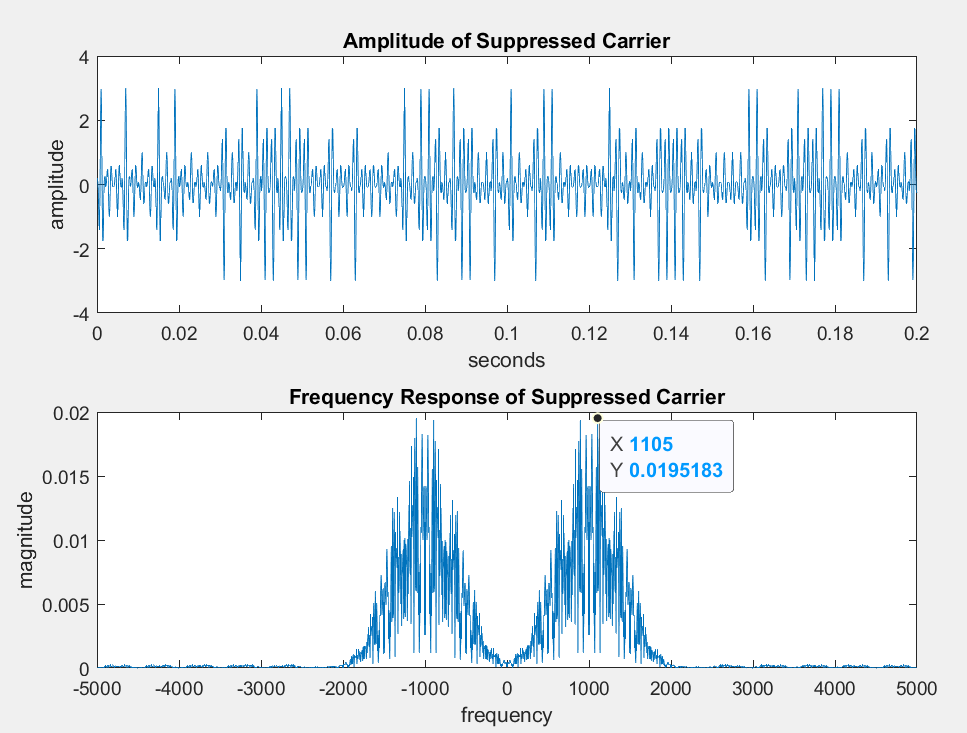 Amplitude of Suppressed Carrier
4
2
0
-2
-4
amplitude
0 0.02 0.04 0.06 0.08 0.1 0.12 0.14 0.16 0.18 0.2
seconds
Frequency Response of Suppressed Carrier
0.02
0.015
0.01
0.005
0
magnitude
X 1105
Y 0.0195183
-5000 -4000 -3000 -2000 -1000 0 1000 2000 3000 4000 5000
frequency